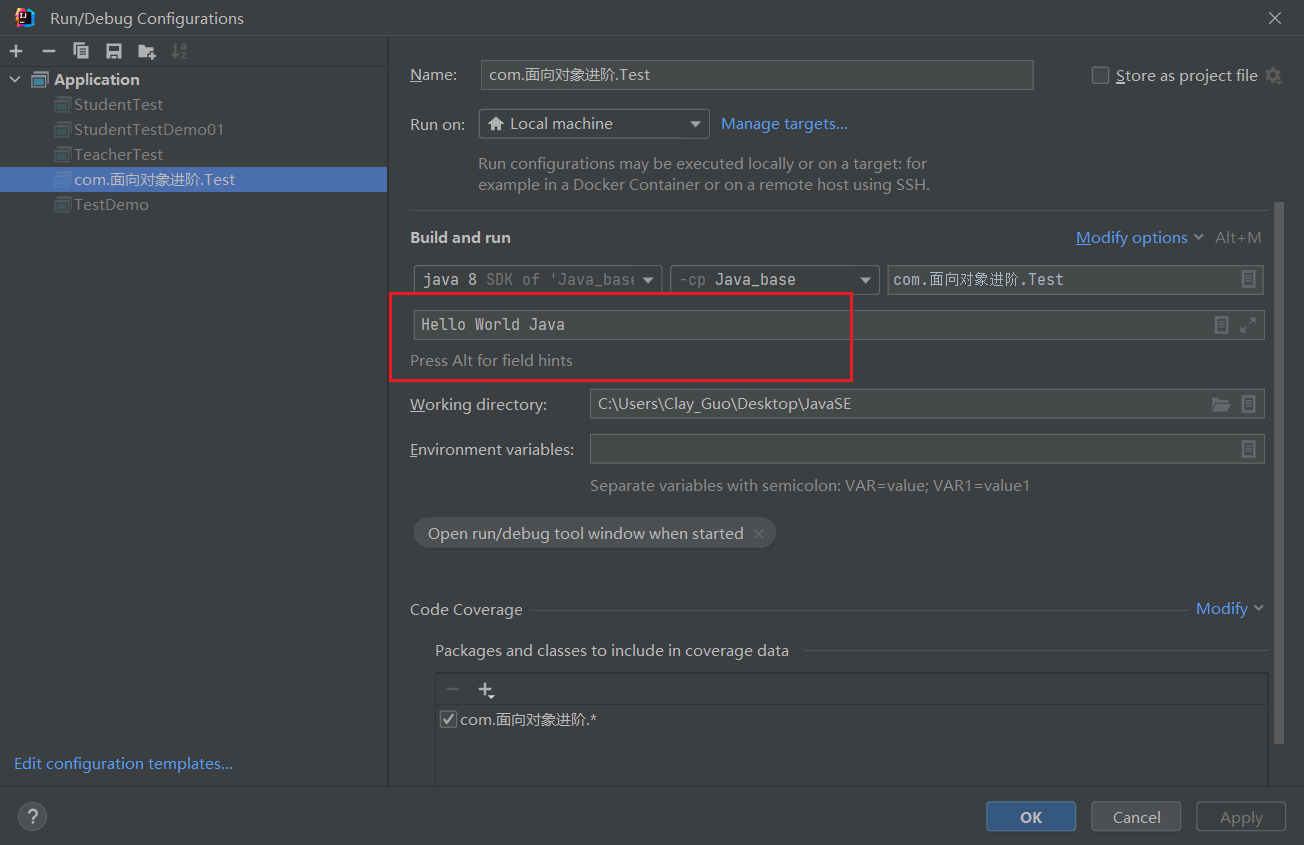 Run/Debug Configurations
Application
StudentTest
StudentTestDemo01
TeacherTest
com.面向对象进阶.Test
TestDemo
Edit configuration templates...
Name: com.面向对象进阶.Test Store as project file
Run on: Local machine Manage targets...
Run configurations may be executed locally or on a target: for
example in a Docker Container or on a remote host using SSH.
Build and run Modify options Alt+M
java 8 SDK of 'Java_base -cp Java_base com.面向对象进阶.Test
Hello World Java
Press Alt for field hints
Working directory: C:\Users\Clay_Guo\Desktop\JavaSE
Environment variables:
Separate variables with semicolon: VAR=value; VAR1=value1
Open run/debug tool window when started
Code Coverage Modify
Packages and classes to include in coverage data
com.面向对象进阶.*
? OK Cancel Apply